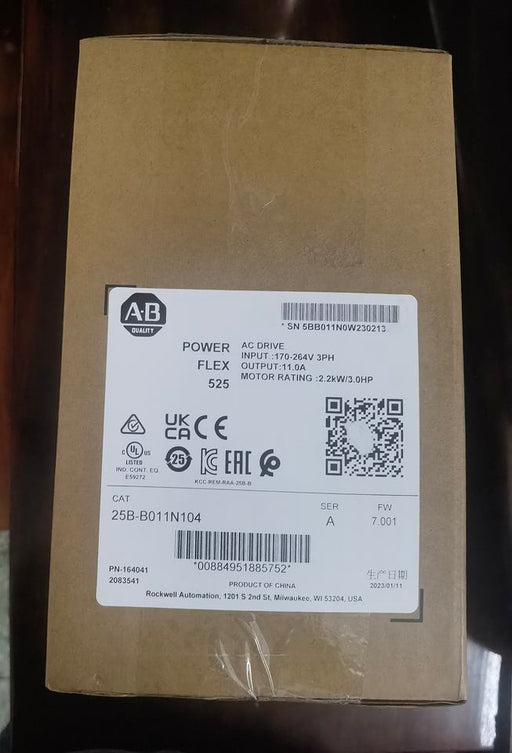 A-B
QUALITY
* SN 5BB011N0W230213
POWER
FLEX
525
AC DRIVE
INPUT :170-264V 3PH
OUTPUT:11.0A
MOTOR RATING :2.2kW/3.0HP
UK
CA CE
C UL US
LISTED
IND. CONT. EQ
E59272
25
EAC
KCC-REM-RAA-25B-B
CAT
25B-B011N104
SER
A
FW
7.001
*00884951885752*
PN-164041
2083541
PRODUCT OF CHINA
Rockwell Automation, 1201 S 2nd St, Milwaukee, WI 53204, USA
生产日期
2023/01/11